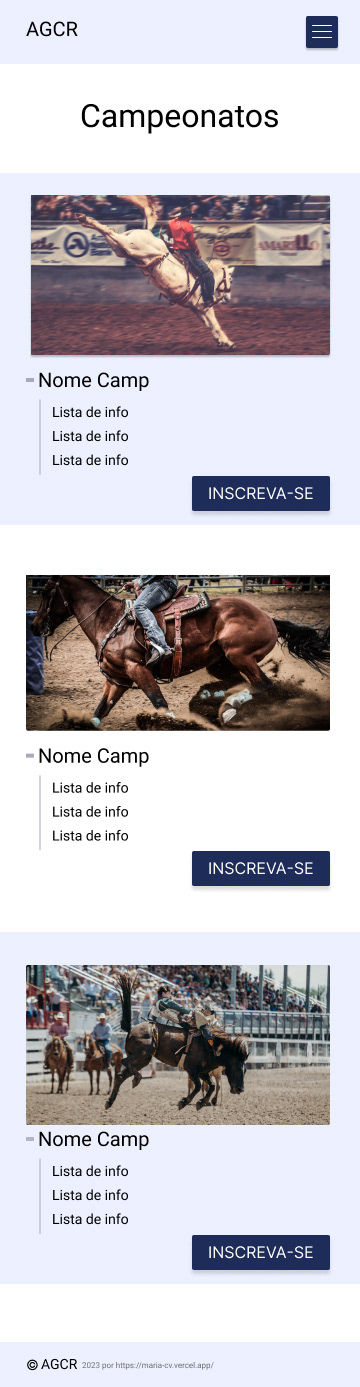 AGCR
Campeonatos
AMARILLO
Nome Camp
Lista de info
Lista de info
Lista de info
INSCREVA-SE
Nome Camp
Lista de info
Lista de info
Lista de info
INSCREVA-SE
Nome Camp
Lista de info
Lista de info
Lista de info
INSCREVA-SE
© AGCR 2023 por https://maria-cv.vercel.app/